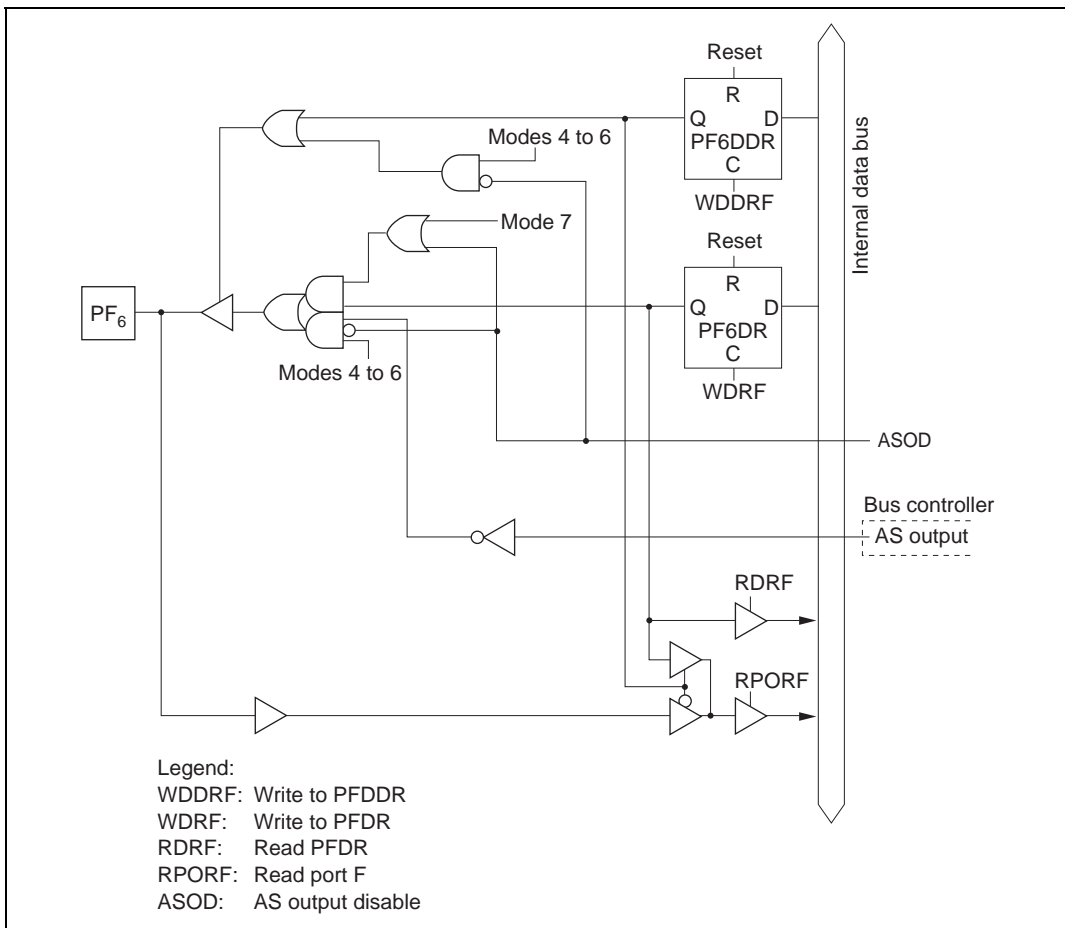 Reset
R
Q D
PF6DDR
C
WDDRF
Modes 4 to 6
Internal data bus
Mode 7
Reset
R
Q D
PF6DR
C
WDRF
PF6
Modes 4 to 6
ASOD
Bus controller
AS output
RDRF
RPORF
Legend:
WDDRF: Write to PFDDR
WDRF: Write to PFDR
RDRF: Read PFDR
RPORF: Read port F
ASOD: AS output disable